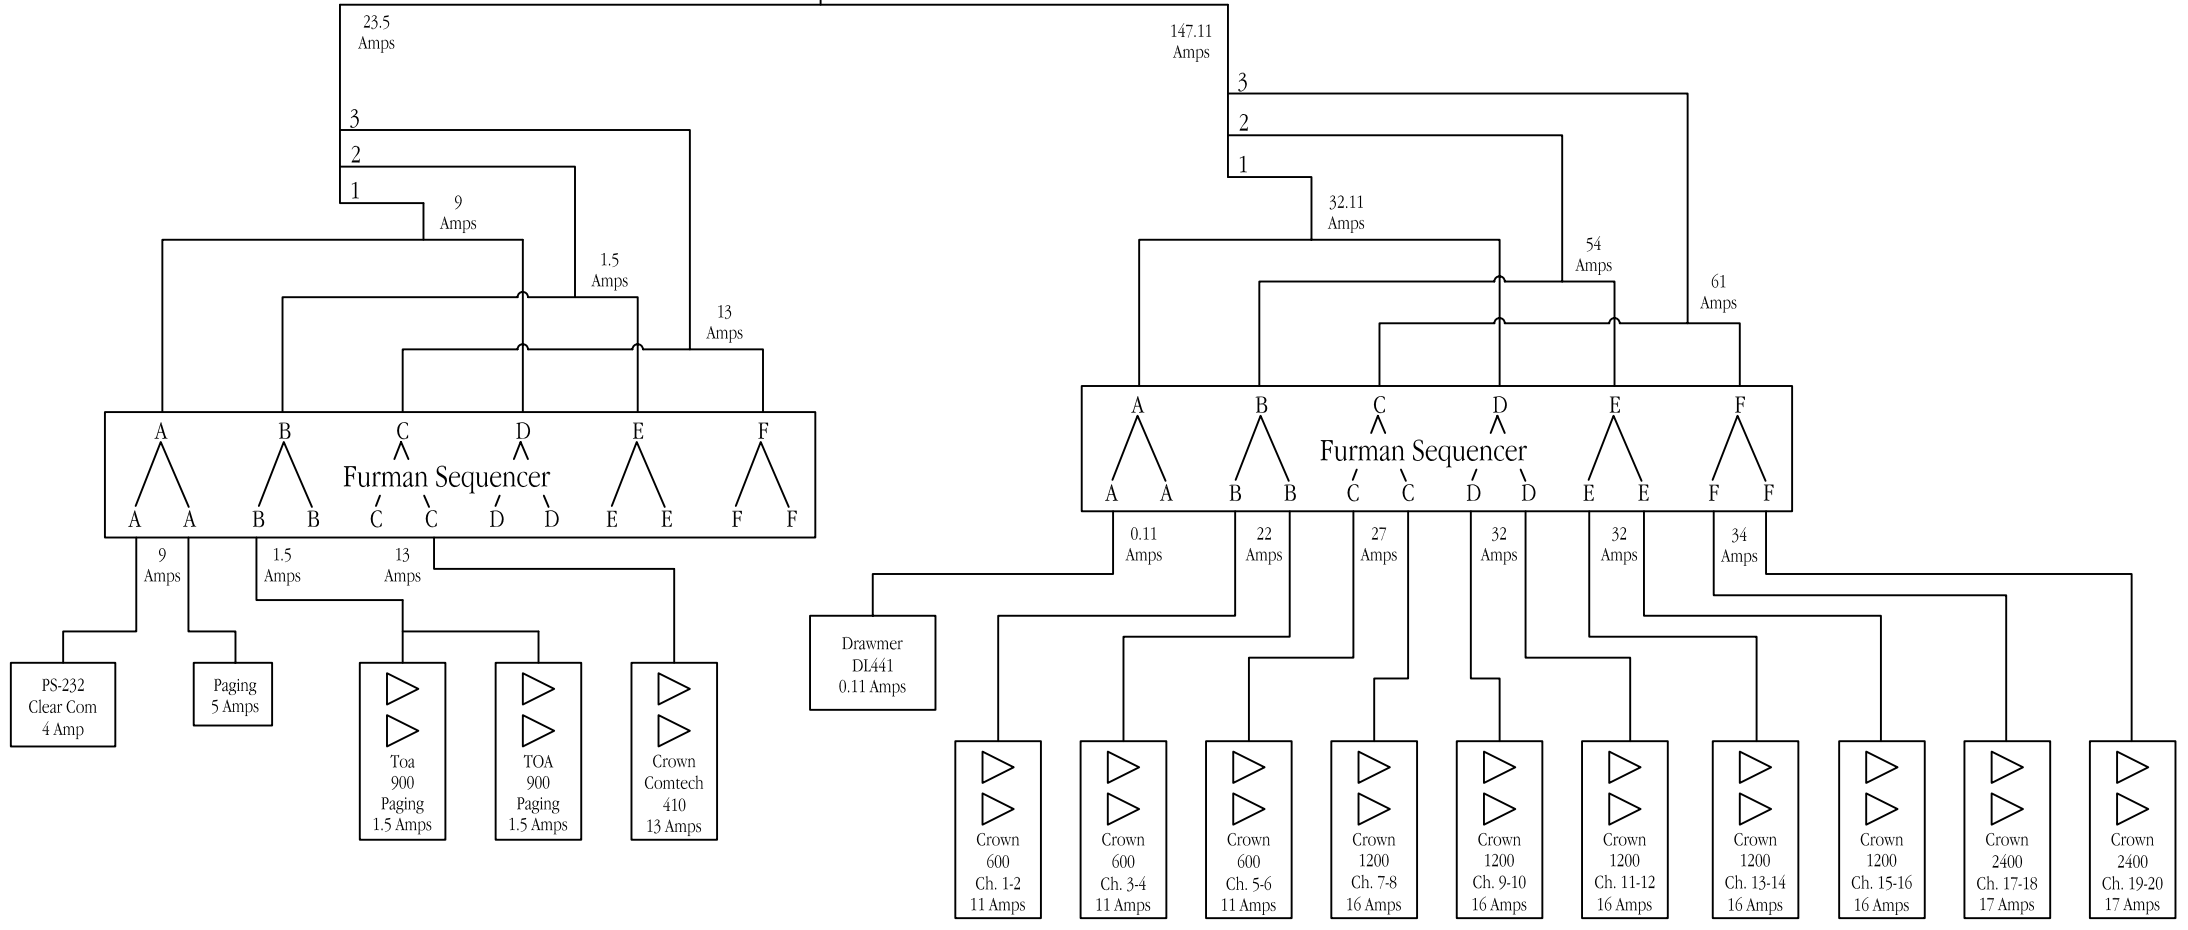 23.5
Amps
147.11
Amps
3
2
1
3
2
1
9
Amps
1.5
Amps
13
Amps
32.11
Amps
54
Amps
61
Amps
A B C D E F
Furman Sequencer
A A B B C C D D E E F F
A B C D E F
Furman Sequencer
A A B B C C D D E E F F
9
Amps
1.5
Amps
13
Amps
0.11
Amps
22
Amps
27
Amps
32
Amps
32
Amps
34
Amps
PS-232
Clear Com
4 Amp
Paging
5 Amps
Toa
900
Paging
1.5 Amps
TOA
900
Paging
1.5 Amps
Crown
Comtech
410
13 Amps
Drawmer
DL441
0.11 Amps
Crown
600
Ch. 1-2
11 Amps
Crown
600
Ch. 3-4
11 Amps
Crown
600
Ch. 5-6
11 Amps
Crown
1200
Ch. 7-8
16 Amps
Crown
1200
Ch. 9-10
16 Amps
Crown
1200
Ch. 11-12
16 Amps
Crown
1200
Ch. 13-14
16 Amps
Crown
1200
Ch. 15-16
16 Amps
Crown
2400
Ch. 17-18
17 Amps
Crown
2400
Ch. 19-20
17 Amps